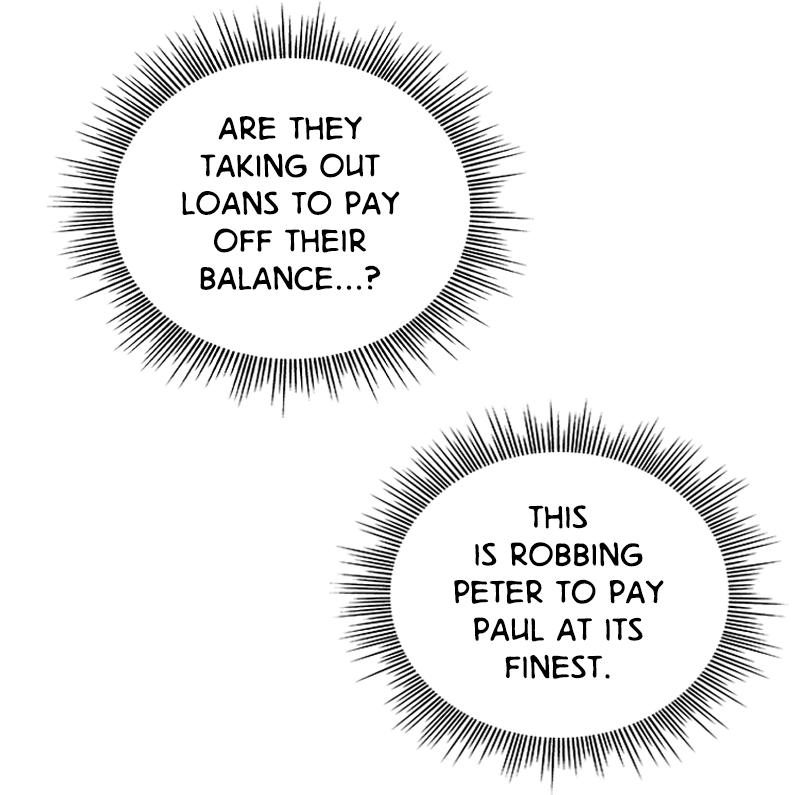 ARE THEY
TAKING OUT
LOANS TO PAY
OFF THEIR
BALANCE...?
THIS
IS ROBBING
PETER TO PAY
PAUL AT ITS
FINEST.